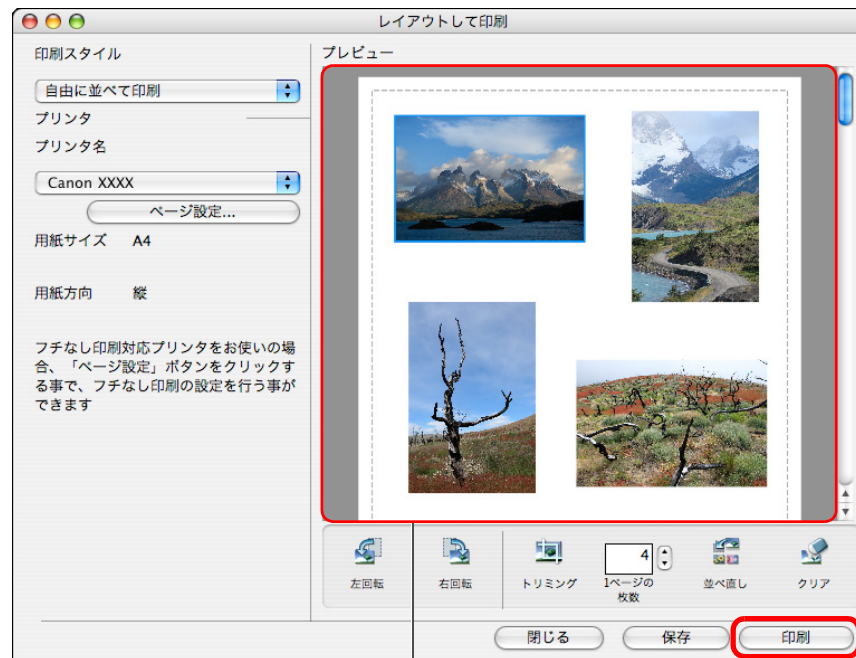 レイアウトして印刷
印刷スタイル
自由に並べて印刷
プリンタ
プリンタ名
Canon XXXX
ページ設定...
用紙サイズ A4
用紙方向 縦
フチなし印刷対応プリンタをお使いの場
合、「ページ設定」ボタンをクリックす
る事で、フチなし印刷の設定を行う事が
できます
プレビュー
左回転
右回転
トリミング
4
1ページの
枚数
並べ直し
クリア
閉じる
保存
印刷